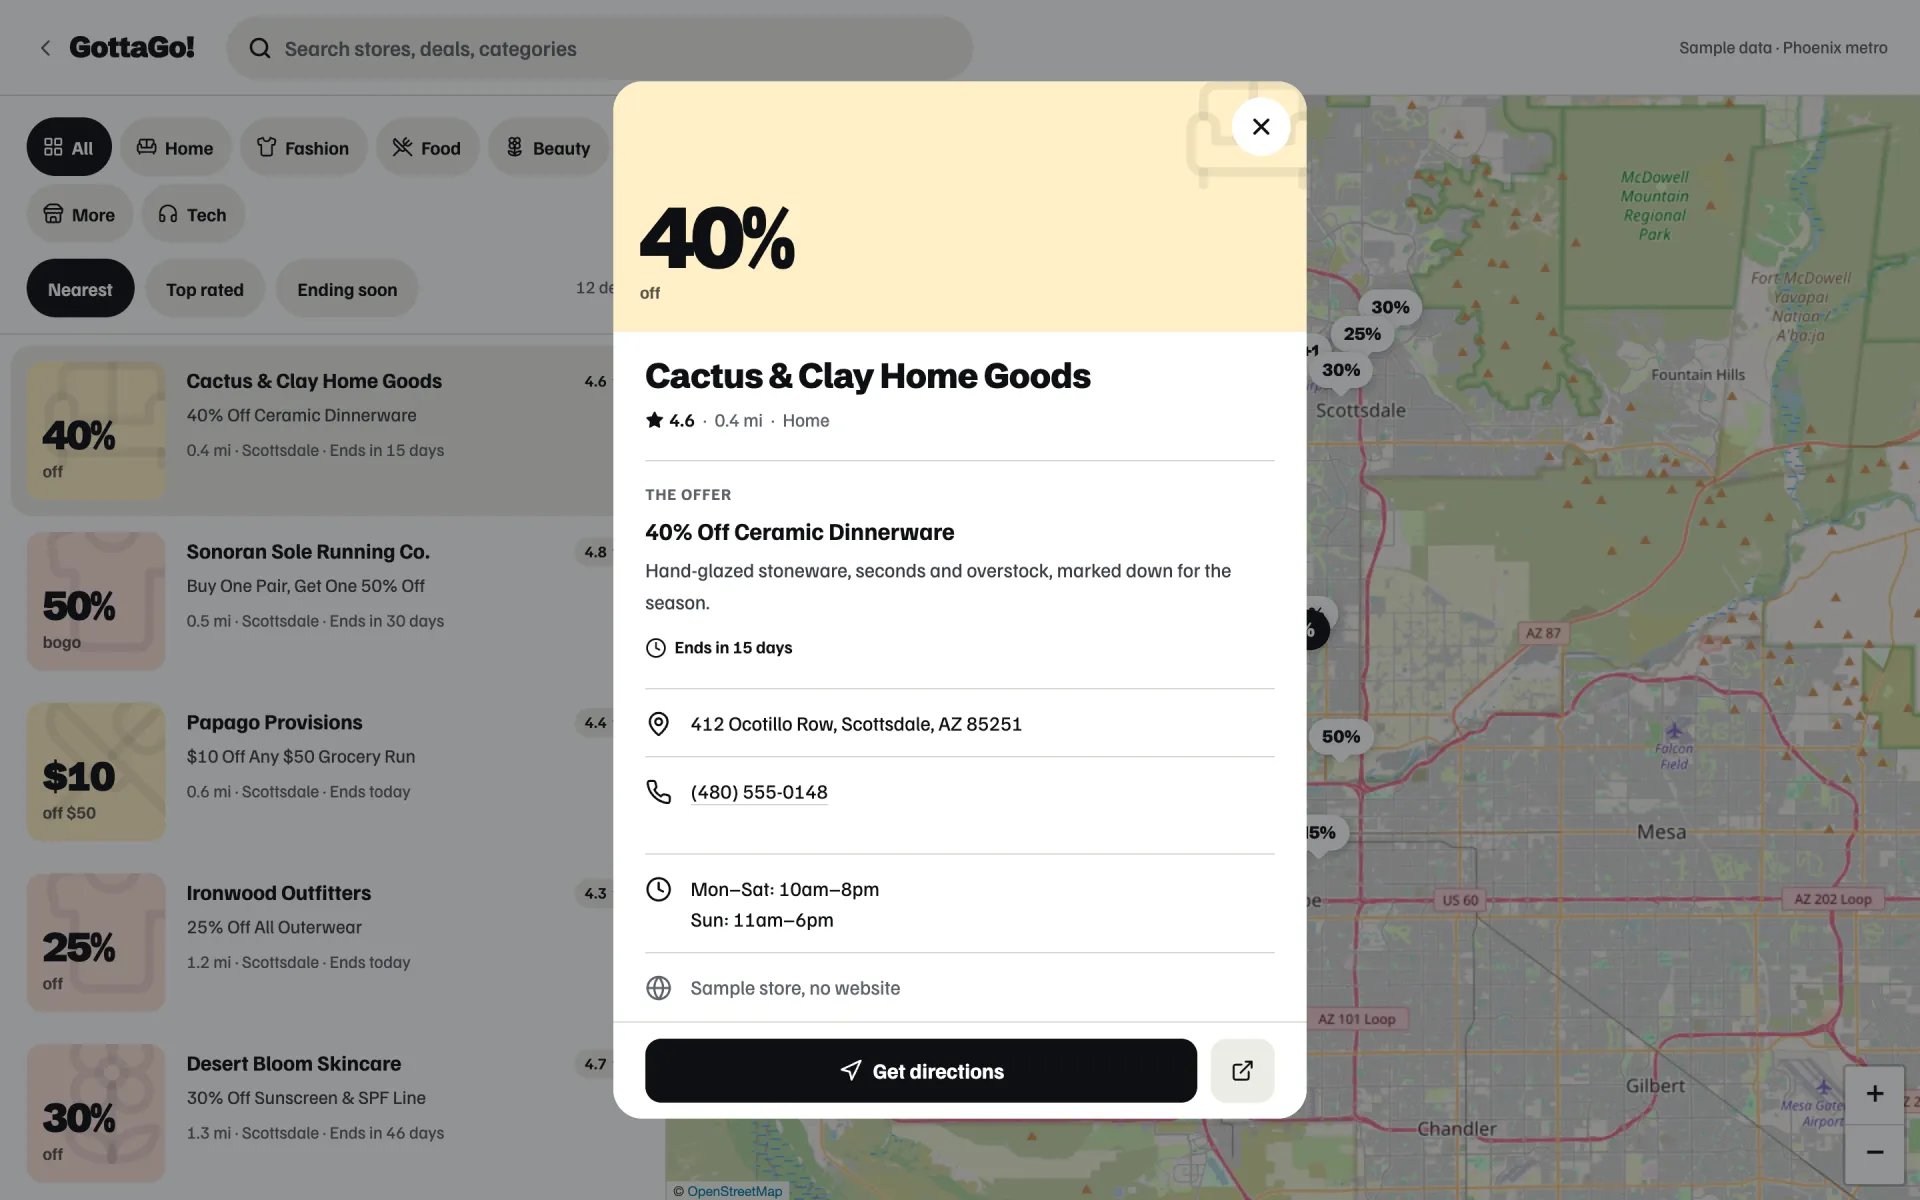 GottaGo!
Search stores, deals, categories
Sample data · Phoenix metro
All
Home
Fashion
Food
Beauty
More
Tech
Nearest
Top rated
Ending soon
12
Cactus & Clay Home Goods
4.6
40% Off Ceramic Dinnerware
0.4 mi · Scottsdale · Ends in 15 days
40%
off
Sonoran Sole Running Co.
4.8
Buy One Pair, Get One 50% Off
0.5 mi · Scottsdale · Ends in 30 days
50%
bogo
Papago Provisions
4.4
$10 Off Any $50 Grocery Run
0.6 mi · Scottsdale · Ends today
$10
off $50
Ironwood Outfitters
4.3
25% Off All Outerwear
1.2 mi · Scottsdale · Ends today
25%
off
Desert Bloom Skincare
4.7
30% Off Sunscreen & SPF Line
1.3 mi · Scottsdale · Ends in 46 days
30%
off
40%
off
Cactus & Clay Home Goods
4.6 · 0.4 mi · Home
THE OFFER
40% Off Ceramic Dinnerware
Hand-glazed stoneware, seconds and overstock, marked down for the
season.
Ends in 15 days
412 Ocotillo Row, Scottsdale, AZ 85251
(480) 555-0148
Mon–Sat: 10am–8pm
Sun: 11am–6pm
Sample store, no website
Get directions
McDowell
Mountain
Regional
Park
Fort McDowell
Yavapai
Nation /
A'ba:ja
30%
25%
30%
Scottsdale
Fountain Hills
AZ 87
50%
Falcon
Field
Mesa
US 60
AZ 202 Loop
AZ 101 Loop
Gilbert
Chandler
Mesa
Airport
+
−
© OpenStreetMap